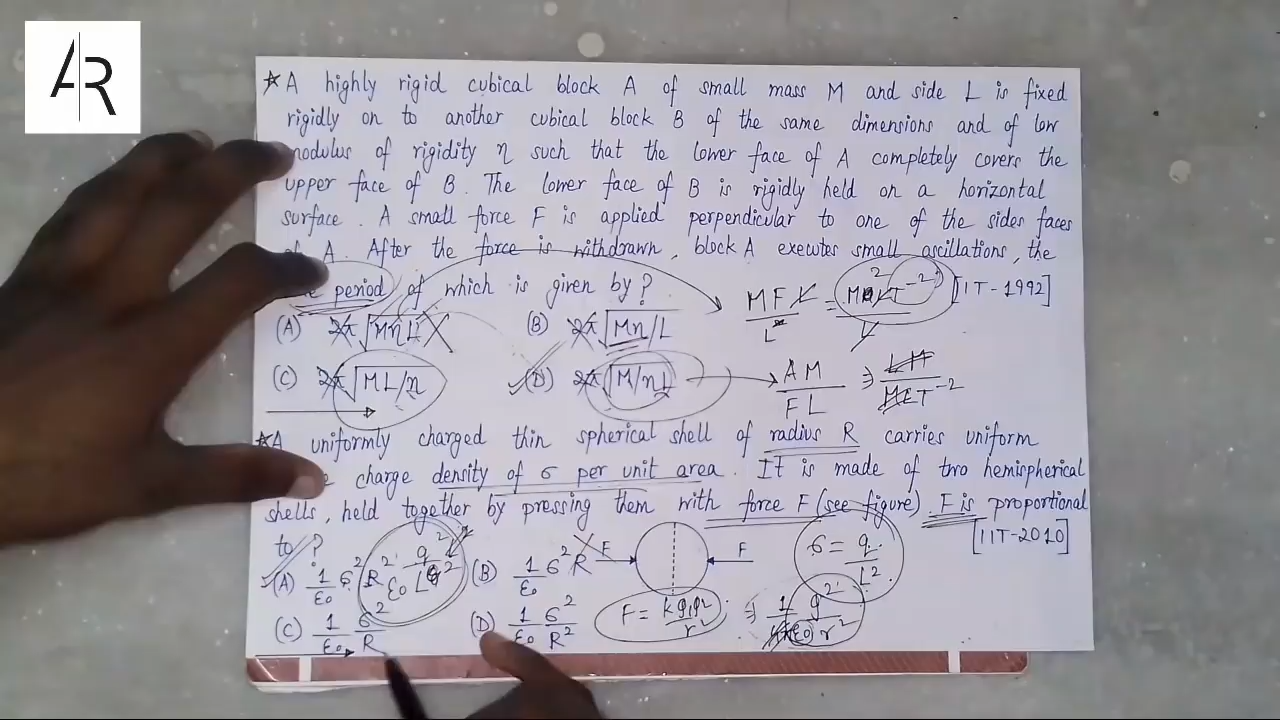 AR
☆ A highly rigid cubical block A of small mass M and side L is fixed
rigidly on to another cubical block B of the same dimensions and of low
modulus of rigidity η such that the lower face of A completely covers the
upper face of B. The lower face of B is rigidly held on a horizontal
surface. A small force F is applied perpendicular to one of the sides faces
A. After the force is withdrawn, block A executes small oscillations, the
period of which is given by? [IIT-1992]
(A) 2π√MηL (B) 2π√Mη/L
(C) 2π√ML/η (D) 2π√M/ηL
AM/FL
☆ A uniformly charged thin spherical shell of radius R carries uniform
charge density of σ per unit area. It is made of two hemispherical
shells, held together by pressing them with force F (see figure). F is proportional
to ? [IIT-2010]
(A) 1/ε₀ σ²R² (B) 1/ε₀ σ²R F F σ = q/L²
(C) 1/ε₀ σ²/R (D) 1/ε₀ σ²/R² F = kq₁q₂/r²